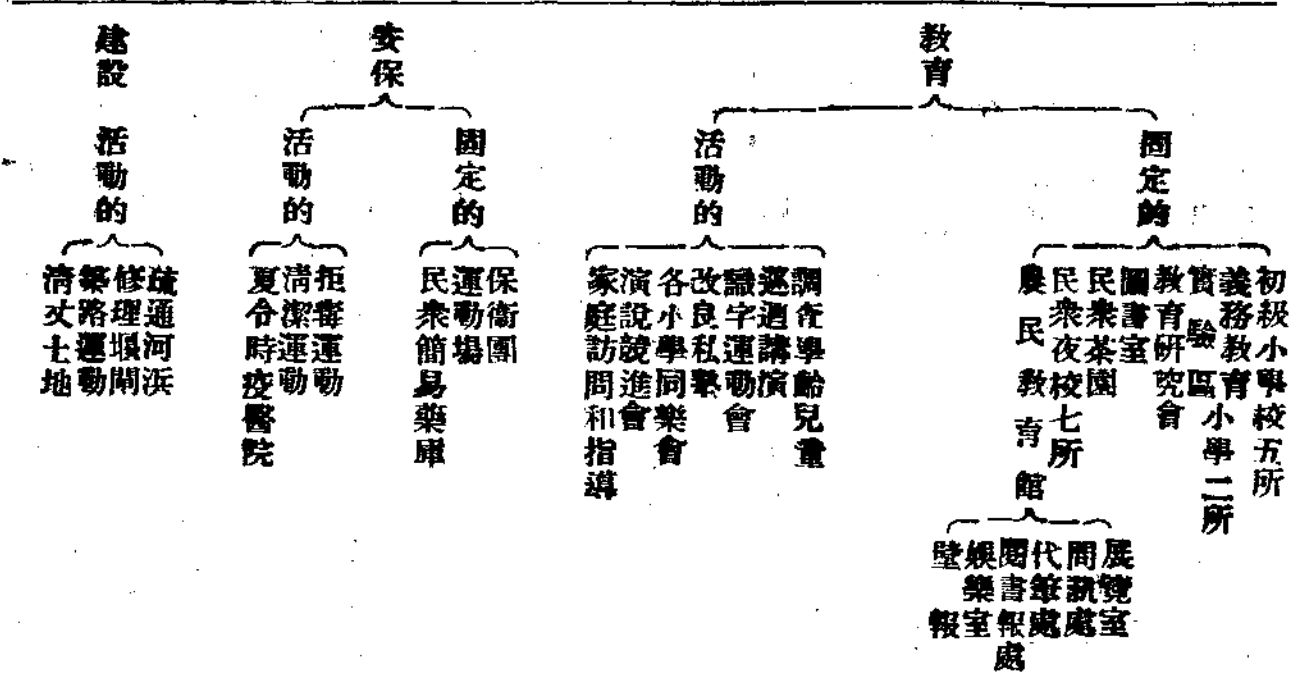 教育
固定的
初級小學校五所
義務教育
實驗區小學二所
教育研究會
圖書室
民衆茶園
民衆夜校七所
農民教育館
展覽室
問訊處
代筆處
閱書報處
娛樂室
壁報
活動的
調查學齡兒童
巡迴講演
識字運動會
改良私塾
各小學同樂會
演說競進會
家庭訪問和指導
安保
固定的
保衛團
運動場
民衆簡易藥庫
活動的
拒毒運動
清潔運動
夏令時疫醫院
建設
活動的
疏通河浜
修理壩閘
築路運動
清丈土地